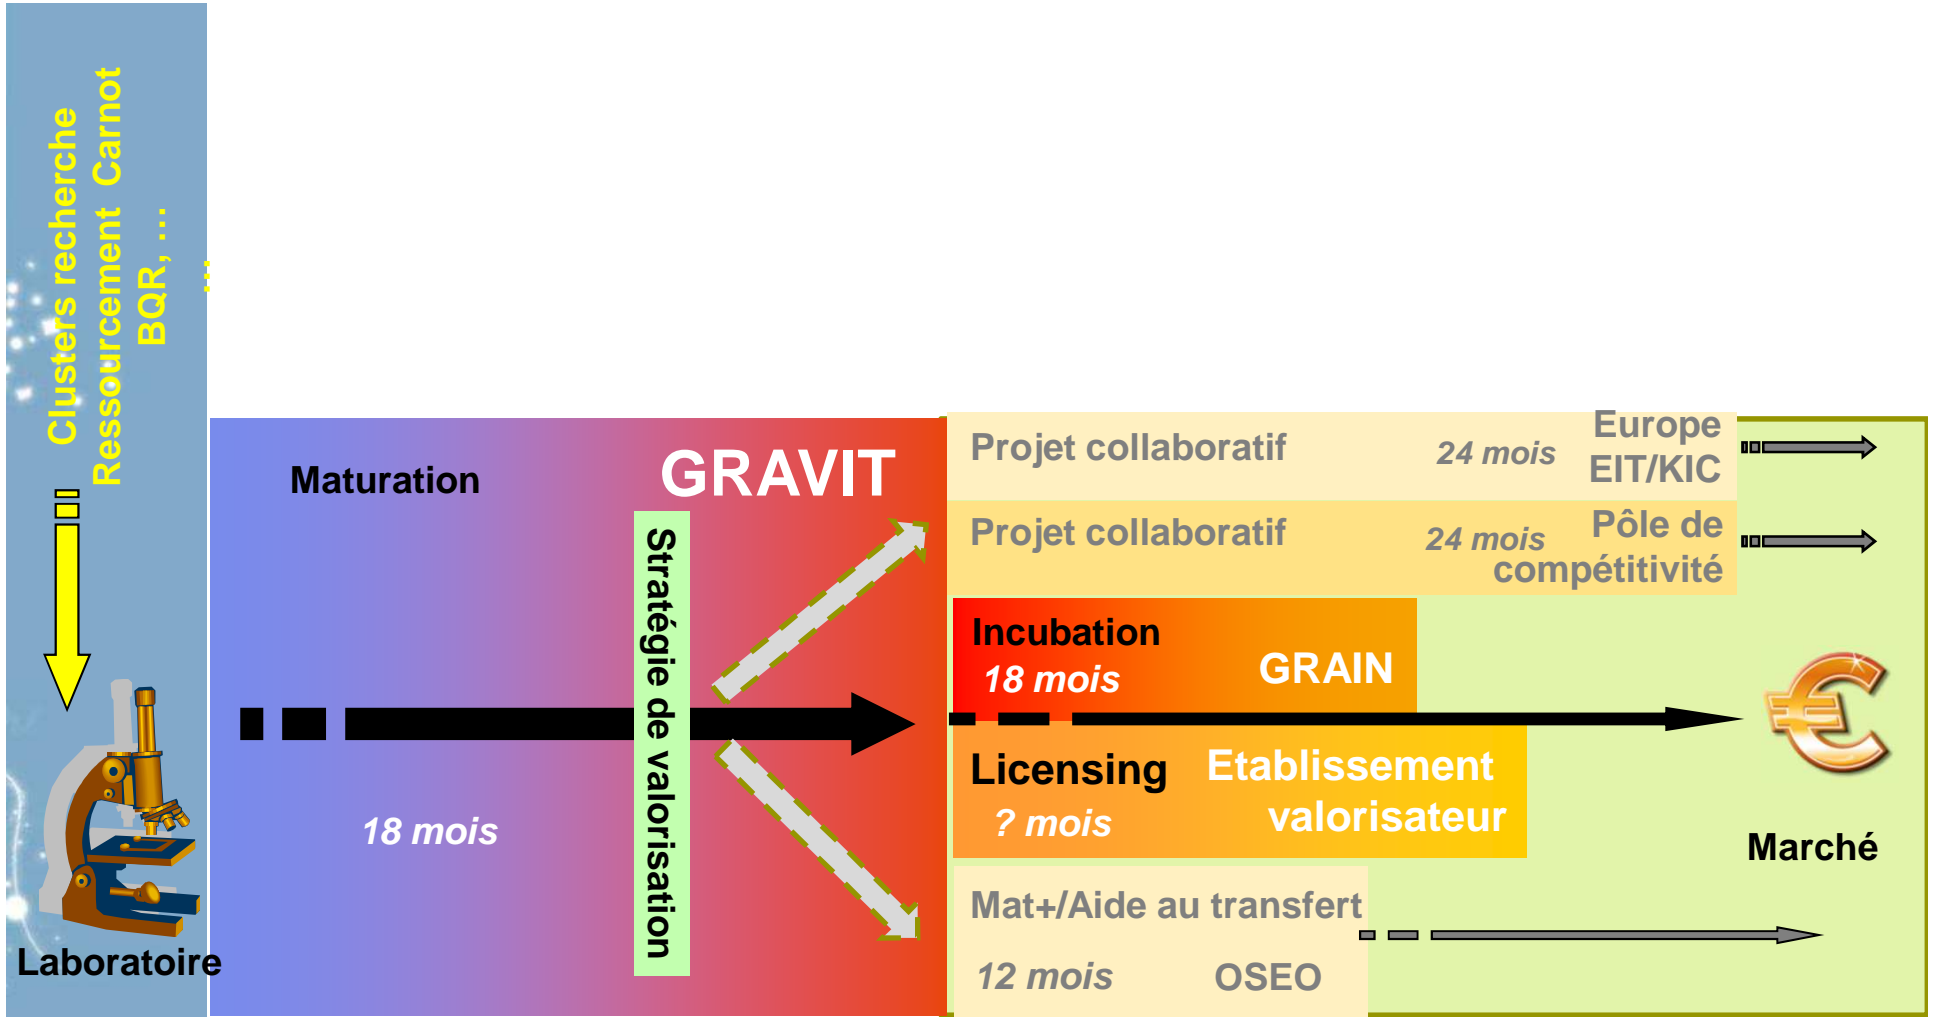 Clusters recherche
Ressourcement Carnot
BQR, ...
...
Laboratoire
Maturation
GRAVIT
18 mois
Stratégie de valorisation
Projet collaboratif 24 mois Europe
EIT/KIC
Projet collaboratif 24 mois Pôle de
compétitivité
Incubation
18 mois GRAIN
Licensing Etablissement
? mois valorisateur
Mat+/Aide au transfert
12 mois OSEO
Marché